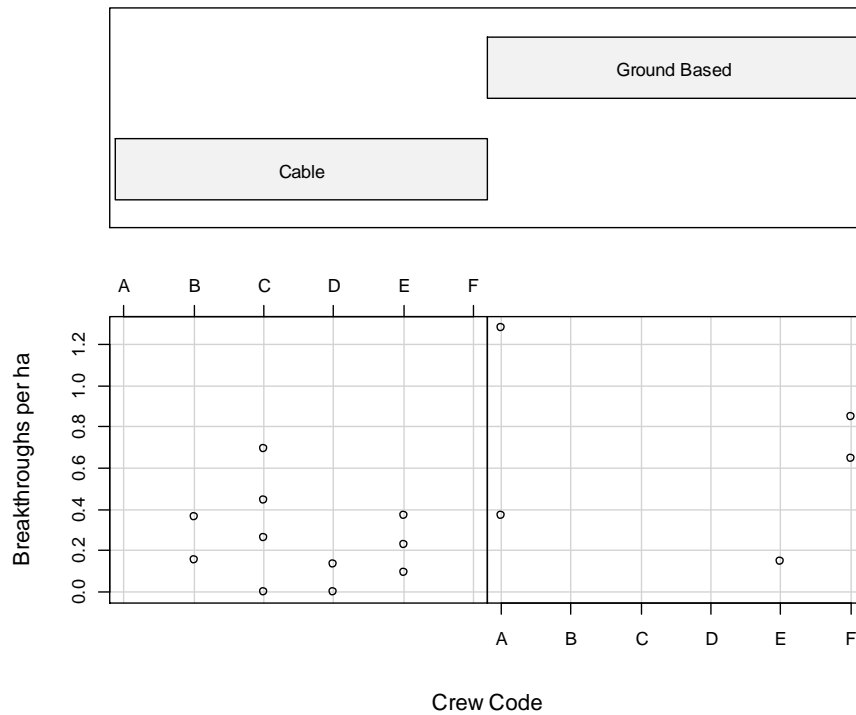 Ground Based
Cable
A B C D E F
Breakthroughs per ha
1.2
1.0
0.8
0.6
0.4
0.2
0.0
A B C D E F
Crew Code